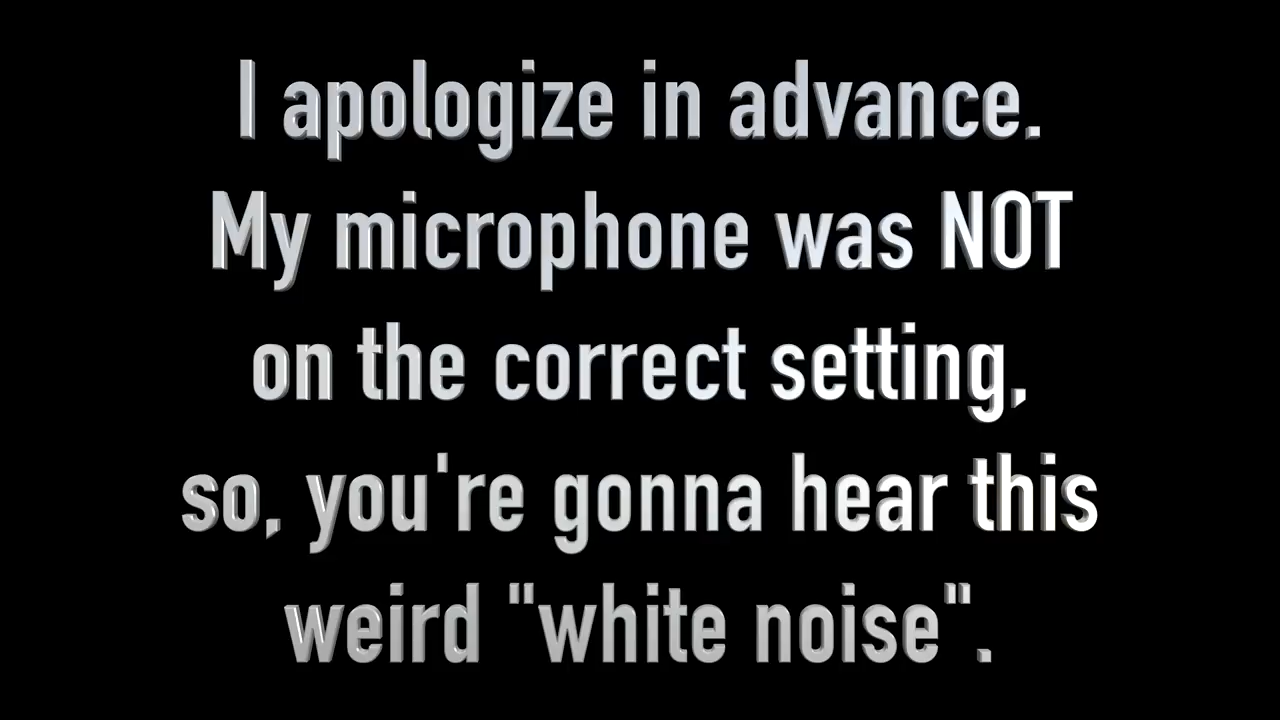 I apologize in advance.
My microphone was NOT
on the correct setting,
so, you're gonna hear this
weird "white noise".